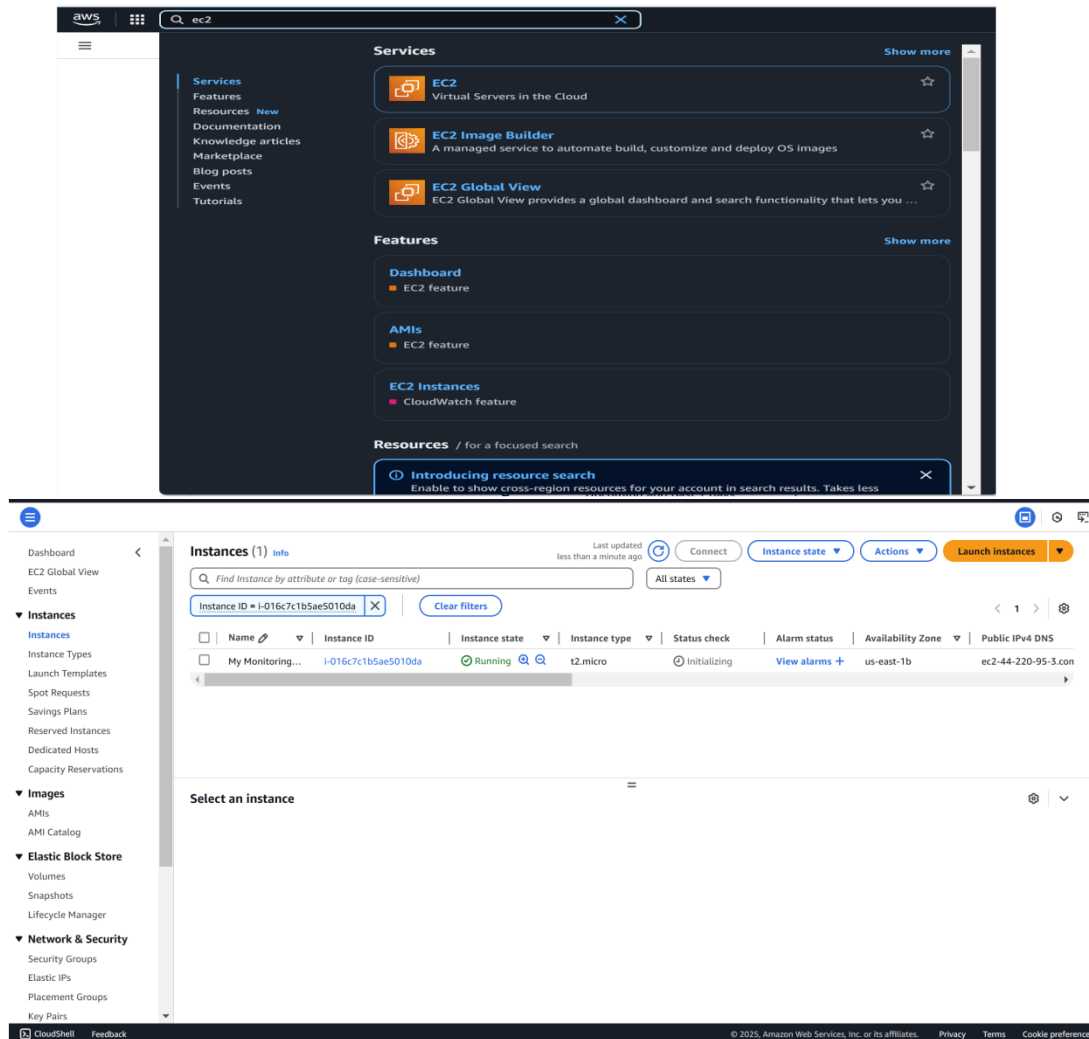 aws
ec2
Services
Show more
Services
Features
Resources New
Documentation
Knowledge articles
Marketplace
Blog posts
Events
Tutorials
EC2
Virtual Servers in the Cloud
EC2 Image Builder
A managed service to automate build, customize and deploy OS images
EC2 Global View
EC2 Global View provides a global dashboard and search functionality that lets you ...
Features
Show more
Dashboard
EC2 feature
AMIs
EC2 feature
EC2 Instances
CloudWatch feature
Resources / for a focused search
Introducing resource search
Enable to show cross-region resources for your account in search results. Takes less
Dashboard
EC2 Global View
Events
Instances
Instances
Instance Types
Launch Templates
Spot Requests
Savings Plans
Reserved Instances
Dedicated Hosts
Capacity Reservations
Images
AMIs
AMI Catalog
Elastic Block Store
Volumes
Snapshots
Lifecycle Manager
Network & Security
Security Groups
Elastic IPs
Placement Groups
Key Pairs
Instances (1) Info
Last updated
less than a minute ago
Connect
Instance state
Actions
Launch instances
Find Instance by attribute or tag (case-sensitive)
All states
Instance ID = i-016c7c1b5ae5010da
Clear filters
1
Name Instance ID Instance state Instance type Status check Alarm status Availability Zone Public IPv4 DNS
My Monitoring... i-016c7c1b5ae5010da Running t2.micro Initializing View alarms + us-east-1b ec2-44-220-95-3.con
Select an instance
CloudShell Feedback © 2025, Amazon Web Services, Inc. or its affiliates. Privacy Terms Cookie preference